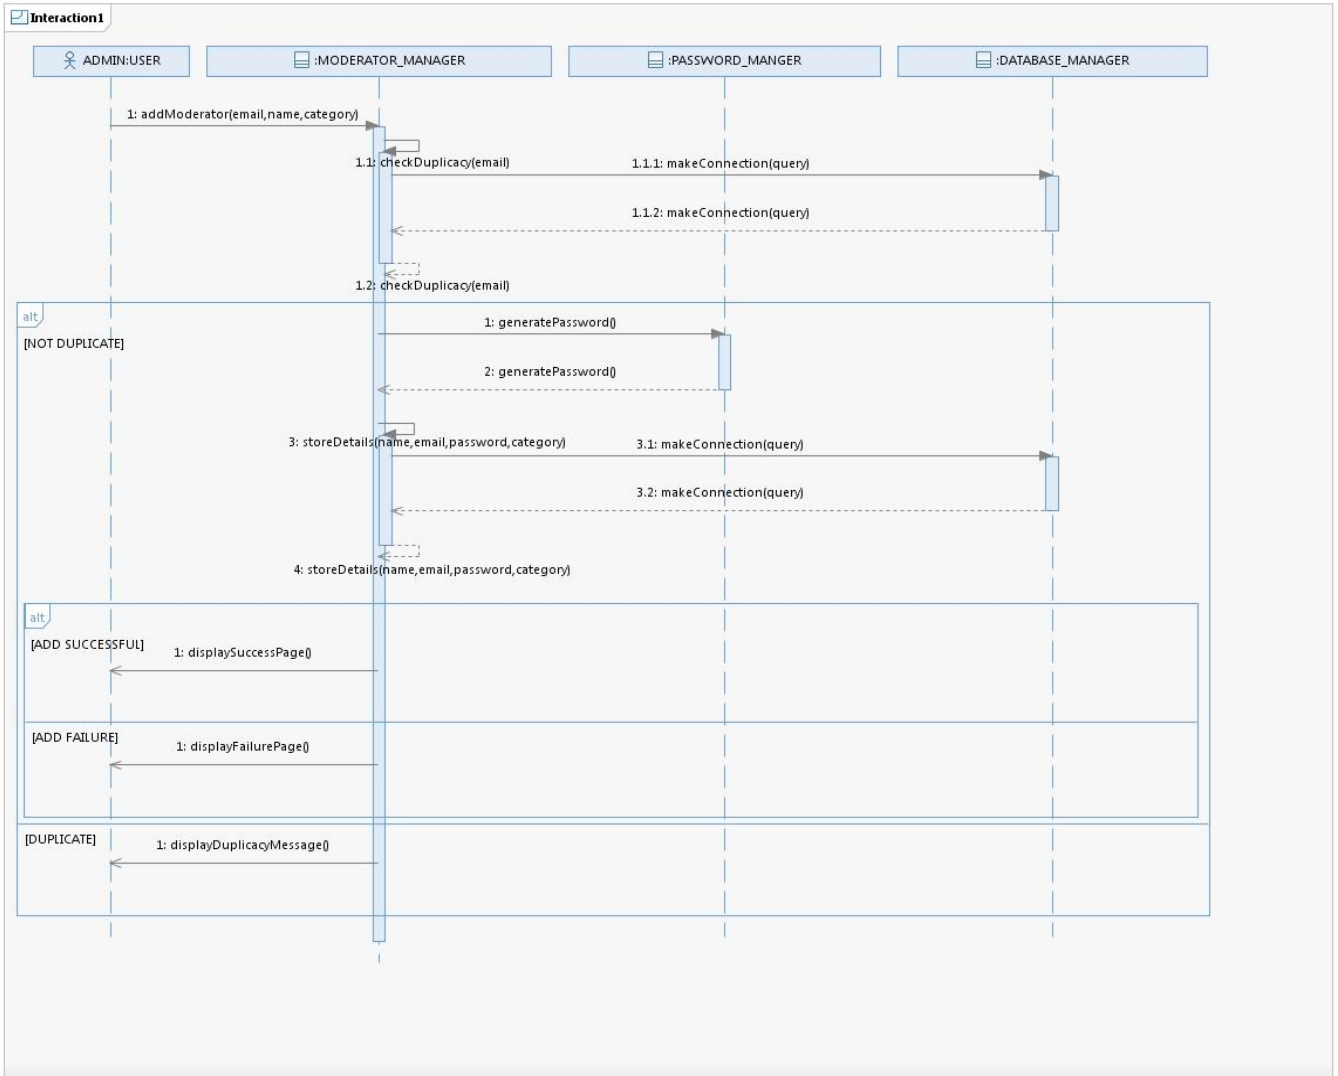 Interaction1
ADMIN:USER
:MODERATOR_MANAGER
:PASSWORD_MANGER
:DATABASE_MANAGER
1: addModerator(email,name,category)
1.1: checkDuplicacy(email)
1.1.1: makeConnection(query)
1.1.2: makeConnection(query)
1.2: checkDuplicacy(email)
alt
[NOT DUPLICATE]
1: generatePassword()
2: generatePassword()
3: storeDetails(name,email,password,category)
3.1: makeConnection(query)
3.2: makeConnection(query)
4: storeDetails(name,email,password,category)
alt
[ADD SUCCESSFUL]
1: displaySuccessPage()
[ADD FAILURE]
1: displayFailurePage()
[DUPLICATE]
1: displayDuplicacyMessage()